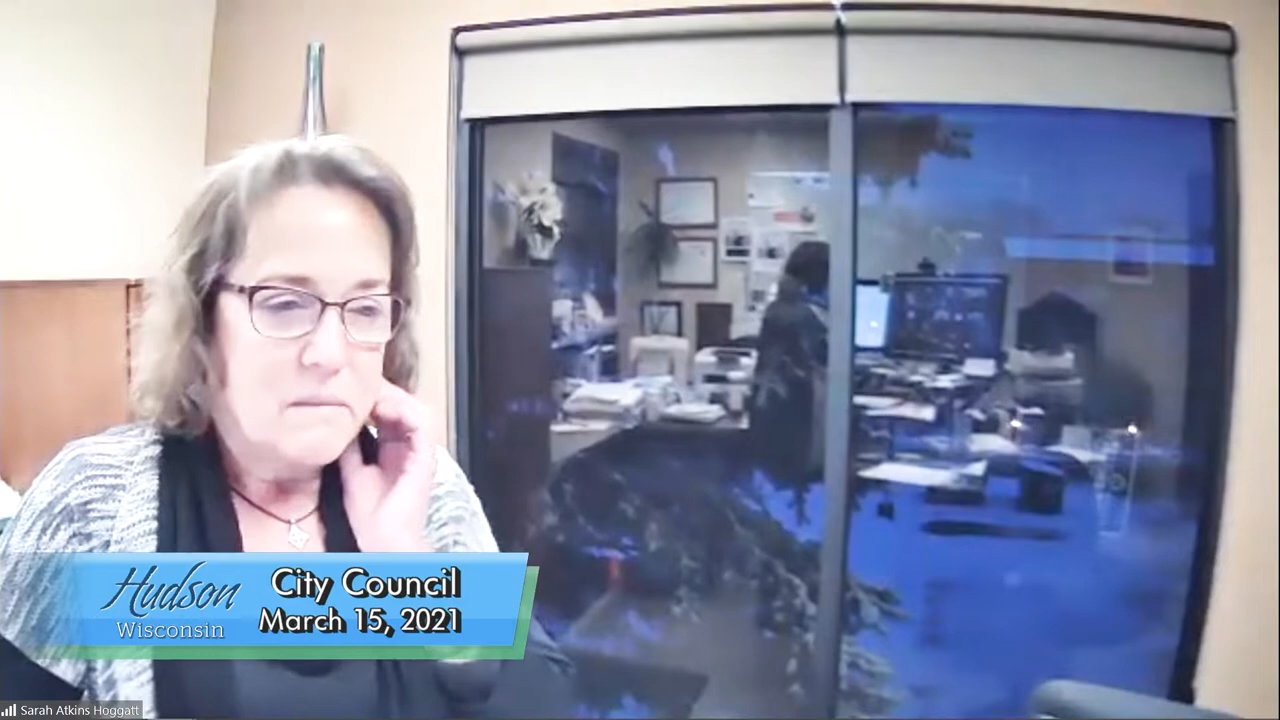 Hudson
Wisconsin
City Council
March 15, 2021
Sarah Atkins Hoggatt